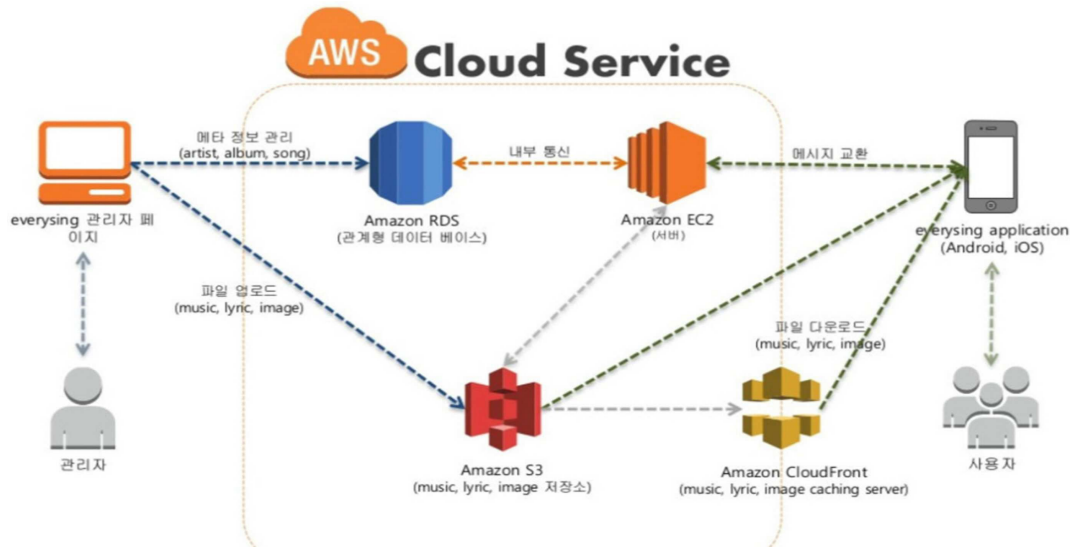 AWS
Cloud Service
메타 정보 관리
(artist, album, song)
내부 통신
메시지 교환
everysing 관리자 페
이지
Amazon RDS
(관계형 데이터 베이스)
Amazon EC2
(서버)
everysing application
(Android, iOS)
파일 업로드
(music, lyric, image)
파일 다운로드
(music, lyric, image)
관리자
Amazon S3
(music, lyric, image 저장소)
Amazon CloudFront
(music, lyric, image caching server)
사용자